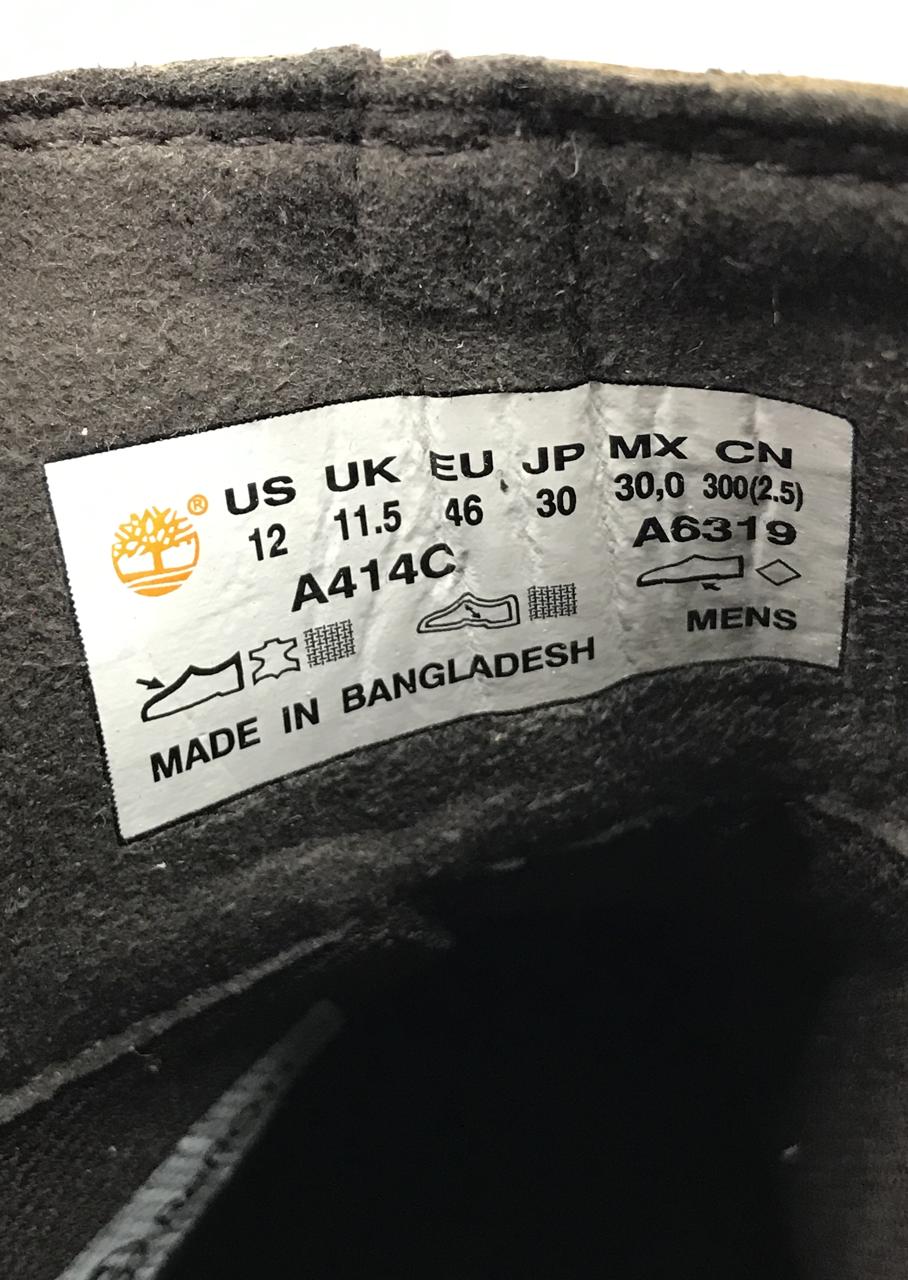 ® US UK EU JP MX CN
12 11.5 46 30 30,0 300(2.5)
A414C A6319
MENS
MADE IN BANGLADESH